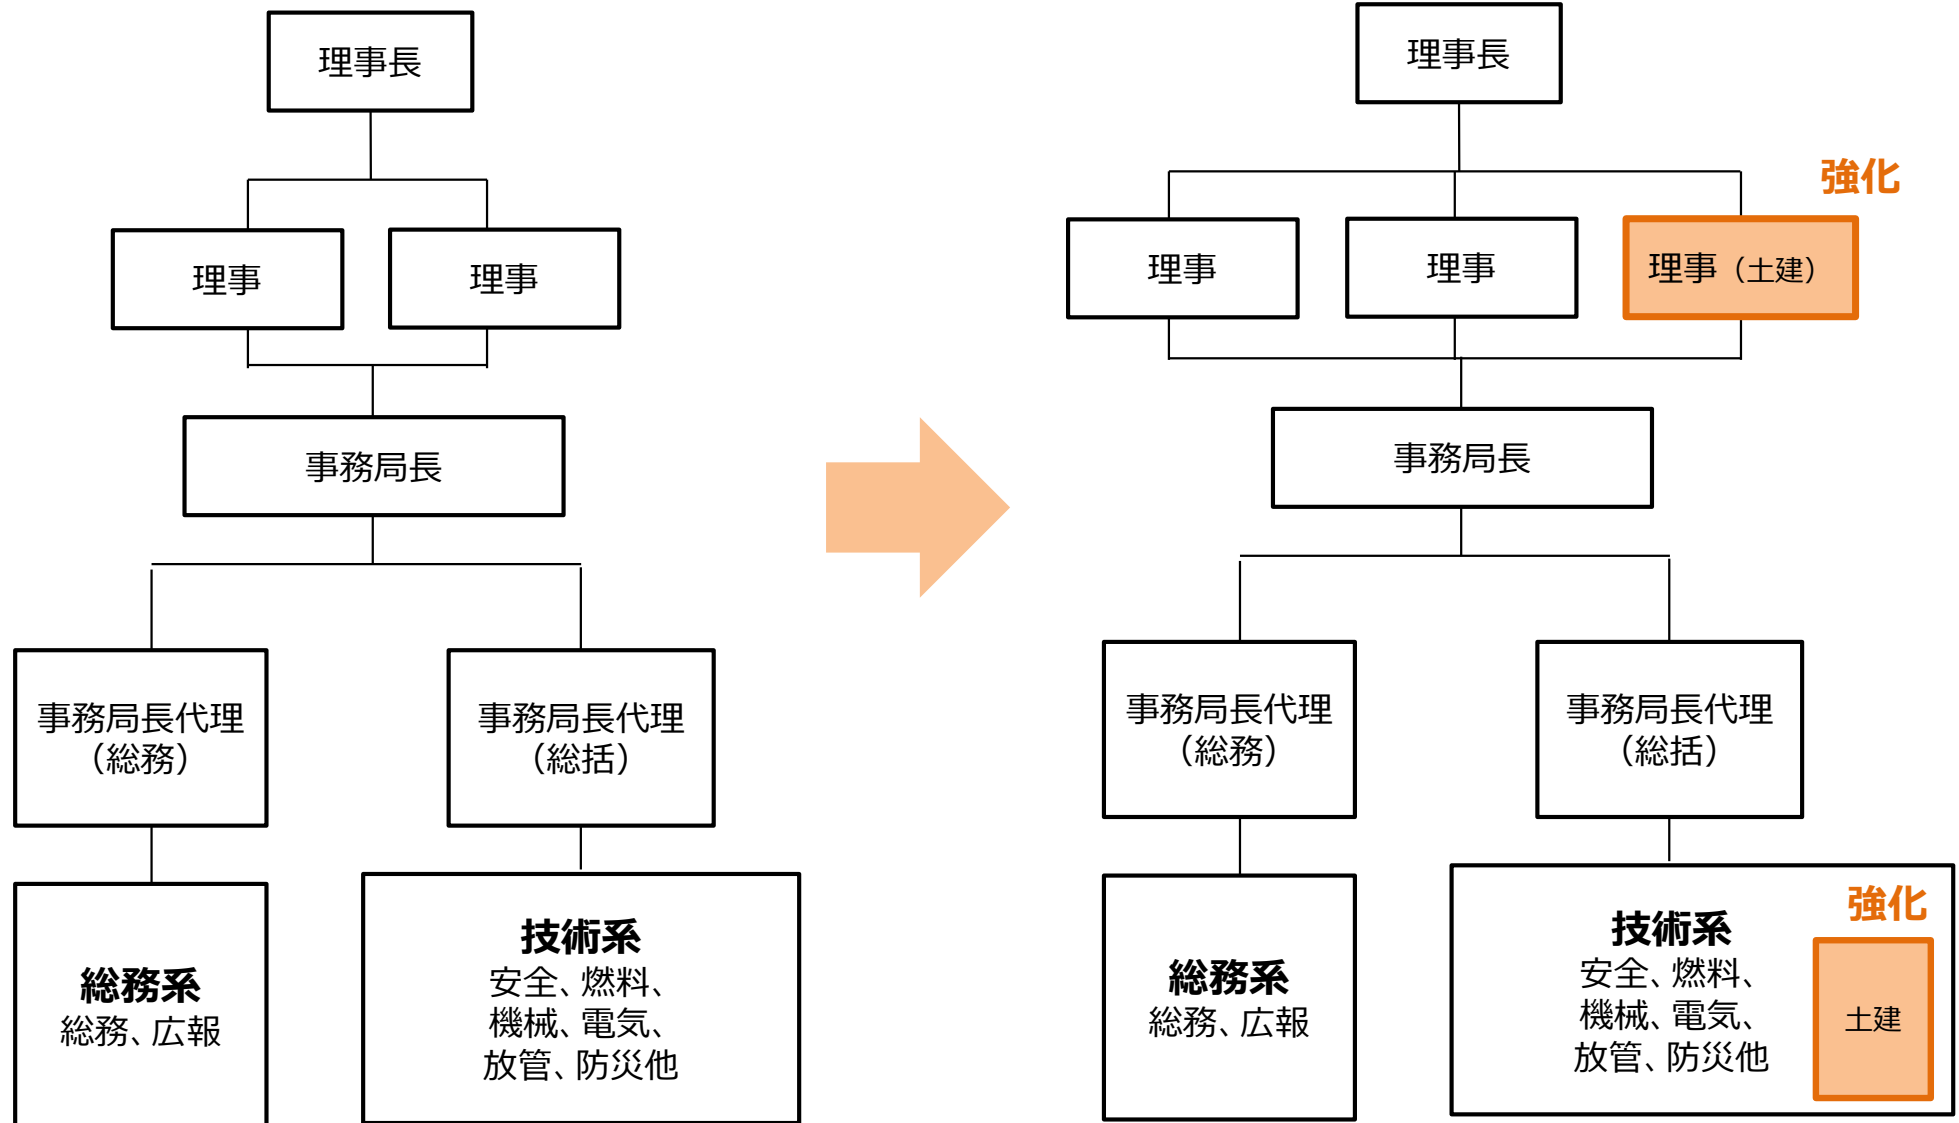 理事長
理事
理事
事務局長
事務局長代理
（総務）
事務局長代理
（総括）
総務系
総務、広報
技術系
安全、燃料、
機械、電気、
放管、防災他
理事長
強化
理事
理事
理事（土建）
事務局長
事務局長代理
（総務）
事務局長代理
（総括）
総務系
総務、広報
技術系
安全、燃料、
機械、電気、
放管、防災他
強化
土建